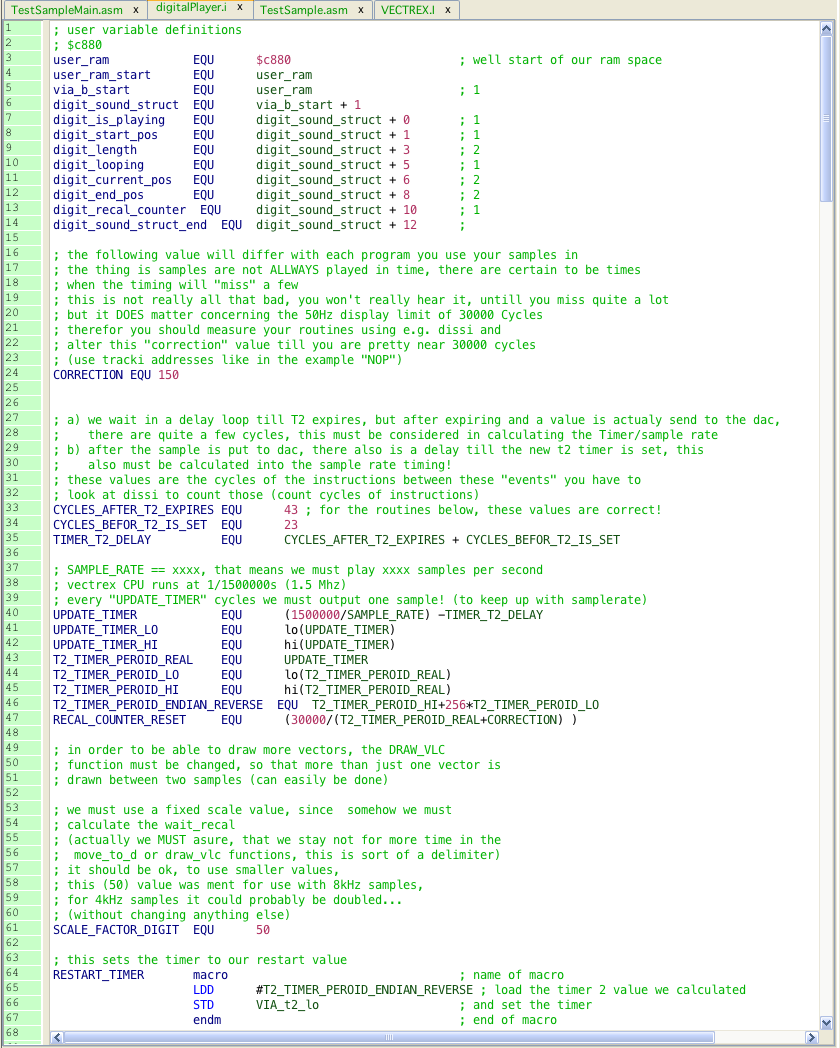 TestSampleMain.asm x digitalPlayer.i x TestSample.asm x VECTREX.I x
1 ; user variable definitions
2 ; $c880
3 user_ram EQU $c880 ; well start of our ram space
4 user_ram_start EQU user_ram
5 via_b_start EQU user_ram ; 1
6 digit_sound_struct EQU via_b_start + 1
7 digit_is_playing EQU digit_sound_struct + 0 ; 1
8 digit_start_pos EQU digit_sound_struct + 1 ; 1
9 digit_length EQU digit_sound_struct + 3 ; 2
10 digit_looping EQU digit_sound_struct + 5 ; 1
11 digit_current_pos EQU digit_sound_struct + 6 ; 2
12 digit_end_pos EQU digit_sound_struct + 8 ; 2
13 digit_recal_counter EQU digit_sound_struct + 10 ; 1
14 digit_sound_struct_end EQU digit_sound_struct + 12 ;
15
16 ; the following value will differ with each program you use your samples in
17 ; the thing is samples are not ALLWAYS played in time, there are certain to be times
18 ; when the timing will "miss" a few
19 ; this is not really all that bad, you won't really hear it, untill you miss quite a lot
20 ; but it DOES matter concerning the 50Hz display limit of 30000 Cycles
21 ; therefor you should measure your routines using e.g. dissi and
22 ; alter this "correction" value till you are pretty near 30000 cycles
23 ; (use tracki addresses like in the example "NOP")
24 CORRECTION EQU 150
25
26
27 ; a) we wait in a delay loop till T2 expires, but after expiring and a value is actualy send to the dac,
28 ; there are quite a few cycles, this must be considered in calculating the Timer/sample rate
29 ; b) after the sample is put to dac, there also is a delay till the new t2 timer is set, this
30 ; also must be calculated into the sample rate timing!
31 ; these values are the cycles of the instructions between these "events" you have to
32 ; look at dissi to count those (count cycles of instructions)
33 CYCLES_AFTER_T2_EXPIRES EQU 43 ; for the routines below, these values are correct!
34 CYCLES_BEFOR_T2_IS_SET EQU 23
35 TIMER_T2_DELAY EQU CYCLES_AFTER_T2_EXPIRES + CYCLES_BEFOR_T2_IS_SET
36
37 ; SAMPLE_RATE == xxxx, that means we must play xxxx samples per second
38 ; vectrex CPU runs at 1/1500000s (1.5 Mhz)
39 ; every "UPDATE_TIMER" cycles we must output one sample! (to keep up with samplerate)
40 UPDATE_TIMER EQU (1500000/SAMPLE_RATE) -TIMER_T2_DELAY
41 UPDATE_TIMER_LO EQU lo(UPDATE_TIMER)
42 UPDATE_TIMER_HI EQU hi(UPDATE_TIMER)
43 T2_TIMER_PEROID_REAL EQU UPDATE_TIMER
44 T2_TIMER_PEROID_LO EQU lo(T2_TIMER_PEROID_REAL)
45 T2_TIMER_PEROID_HI EQU hi(T2_TIMER_PEROID_REAL)
46 T2_TIMER_PEROID_ENDIAN_REVERSE EQU T2_TIMER_PEROID_HI+256*T2_TIMER_PEROID_LO
47 RECAL_COUNTER_RESET EQU (30000/(T2_TIMER_PEROID_REAL+CORRECTION) )
48
49 ; in order to be able to draw more vectors, the DRAW_VLC
50 ; function must be changed, so that more than just one vector is
51 ; drawn between two samples (can easily be done)
52
53 ; we must use a fixed scale value, since somehow we must
54 ; calculate the wait_recal
55 ; (actually we MUST asure, that we stay not for more time in the
56 ; move_to_d or draw_vlc functions, this is sort of a delimiter)
57 ; it should be ok, to use smaller values,
58 ; this (50) value was ment for use with 8kHz samples,
59 ; for 4kHz samples it could probably be doubled...
60 ; (without changing anything else)
61 SCALE_FACTOR_DIGIT EQU 50
62
63 ; this sets the timer to our restart value
64 RESTART_TIMER macro ; name of macro
65 LDD #T2_TIMER_PEROID_ENDIAN_REVERSE ; load the timer 2 value we calculated
66 STD VIA_t2_lo ; and set the timer
67 endm ; end of macro
68